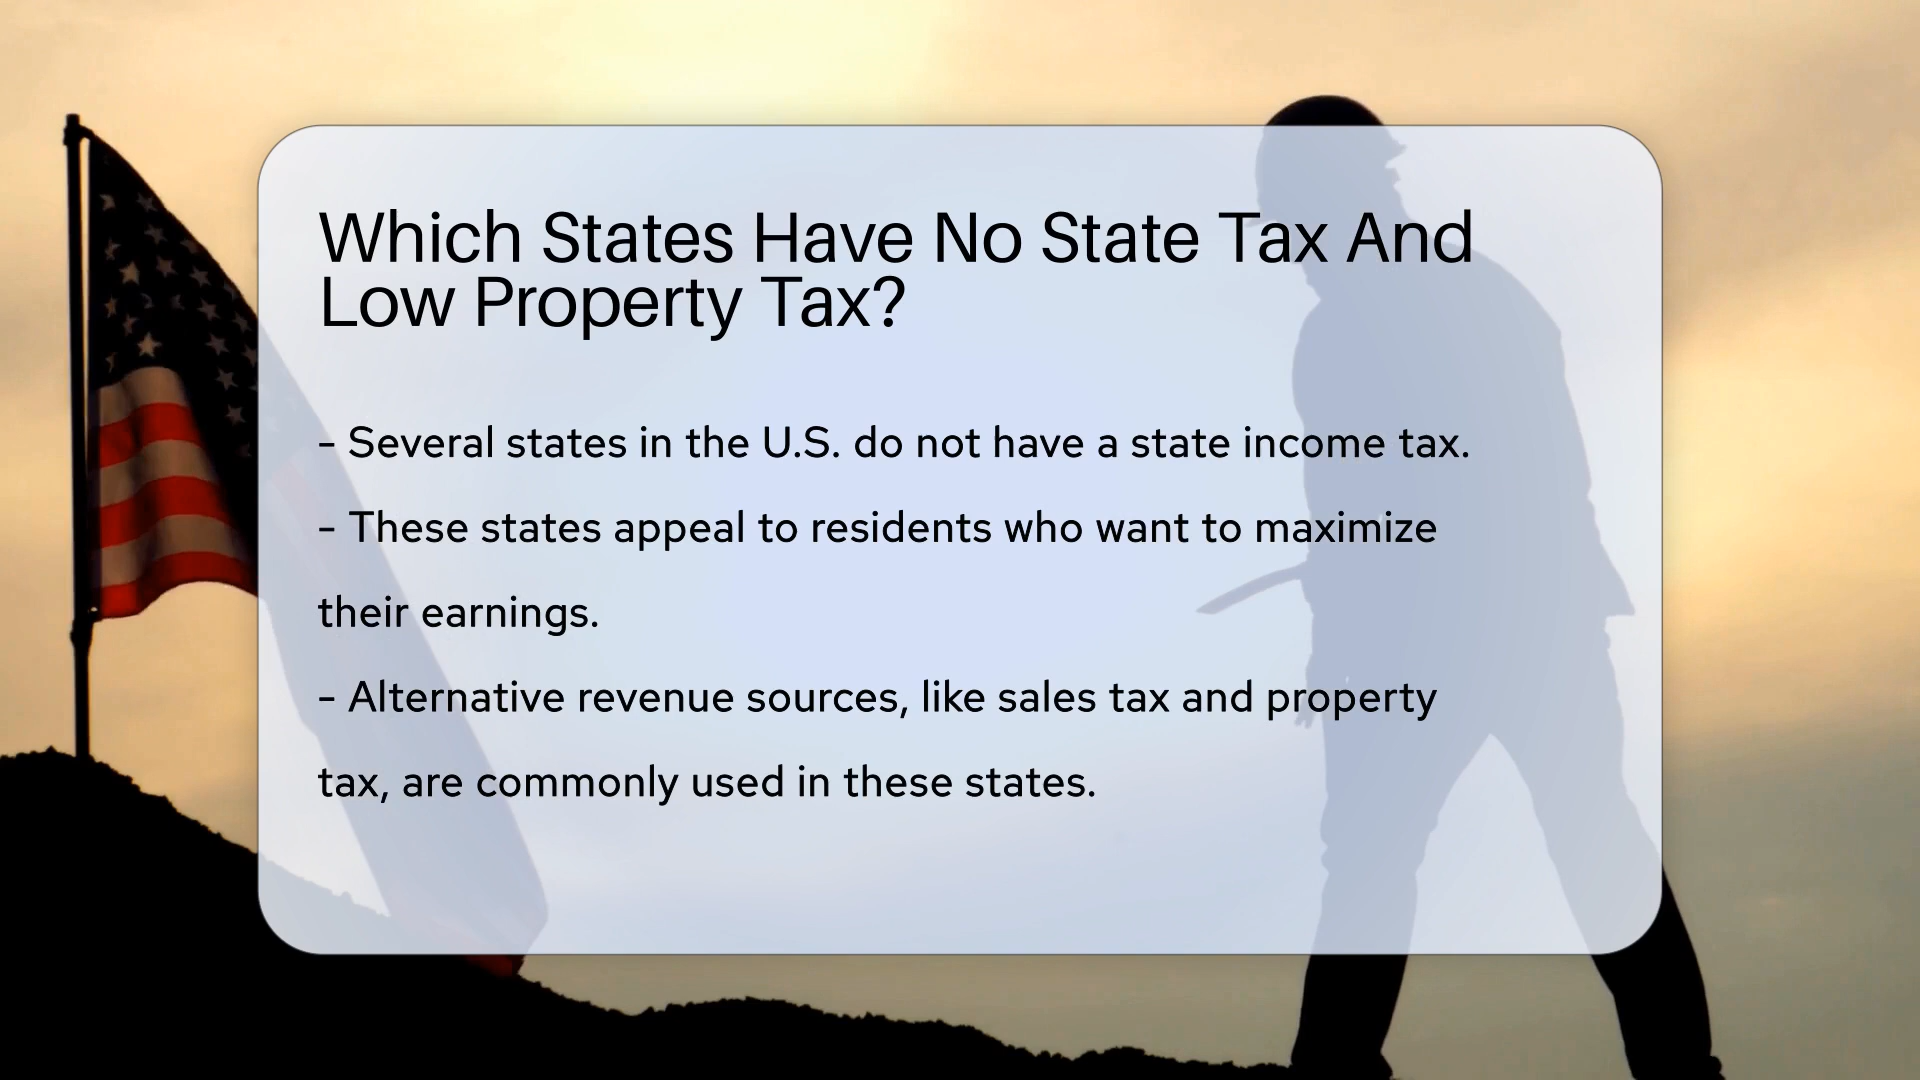 Which States Have No State Tax And
Low Property Tax?
- Several states in the U.S. do not have a state income tax.
- These states appeal to residents who want to maximize
their earnings.
- Alternative revenue sources, like sales tax and property
tax, are commonly used in these states.